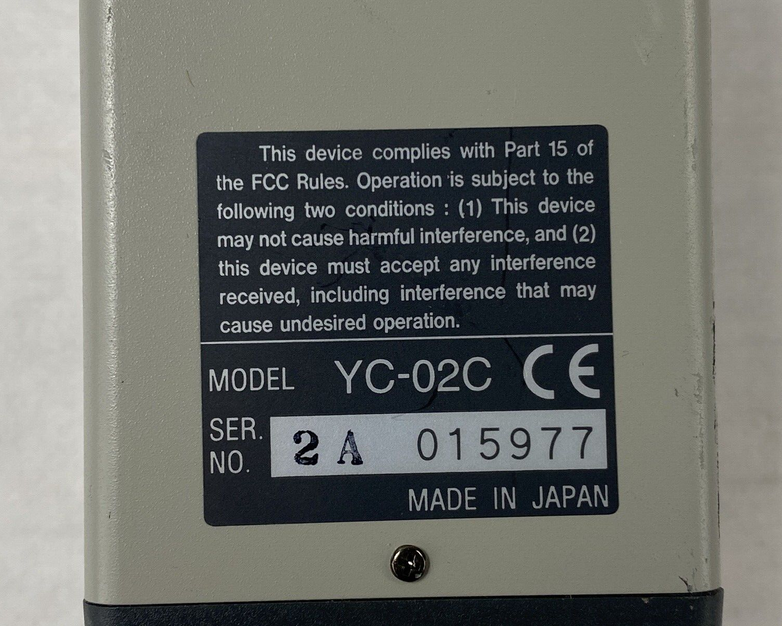 This device complies with Part 15 of
the FCC Rules. Operation is subject to the
following two conditions : (1) This device
may not cause harmful interference, and (2)
this device must accept any interference
received, including interference that may
cause undesired operation.
MODEL YC-02C CE
SER. NO. 2A 015977
MADE IN JAPAN